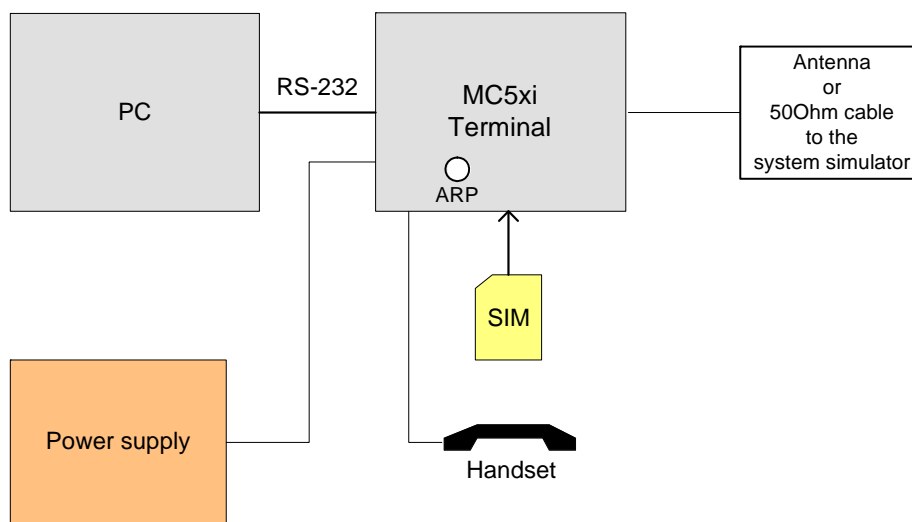 PC
RS-232
MC5xi
Terminal
ARP
Antenna
or
50Ohm cable
to the
system simulator
SIM
Power supply
Handset